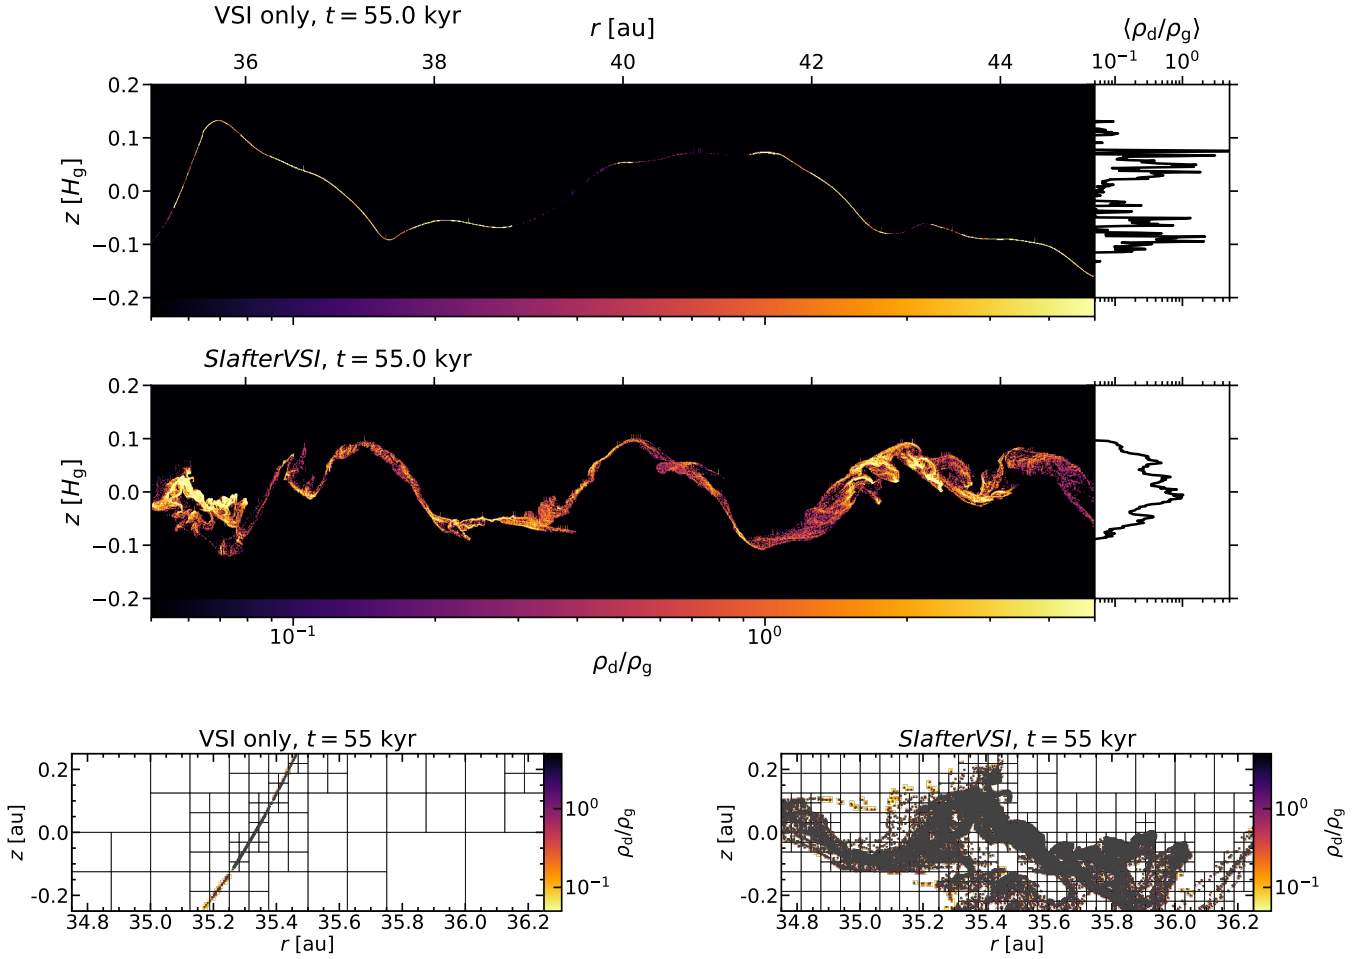 VSI only, t = 55.0 kyr
r [au]
⟨ρd/ρg⟩
36 38 40 42 44 10⁻¹ 10⁰
0.2
0.1
0.0
−0.1
−0.2
z [Hg]
SIafterVSI, t = 55.0 kyr
0.2
0.1
0.0
−0.1
−0.2
z [Hg]
10⁻¹ 10⁰
ρd/ρg
VSI only, t = 55 kyr
0.2
0.0
-0.2
z [au]
34.8 35.0 35.2 35.4 35.6 35.8 36.0 36.2
r [au]
10⁰
10⁻¹
ρd/ρg
SIafterVSI, t = 55 kyr
0.2
0.0
-0.2
z [au]
34.8 35.0 35.2 35.4 35.6 35.8 36.0 36.2
r [au]
10⁰
10⁻¹
ρd/ρg